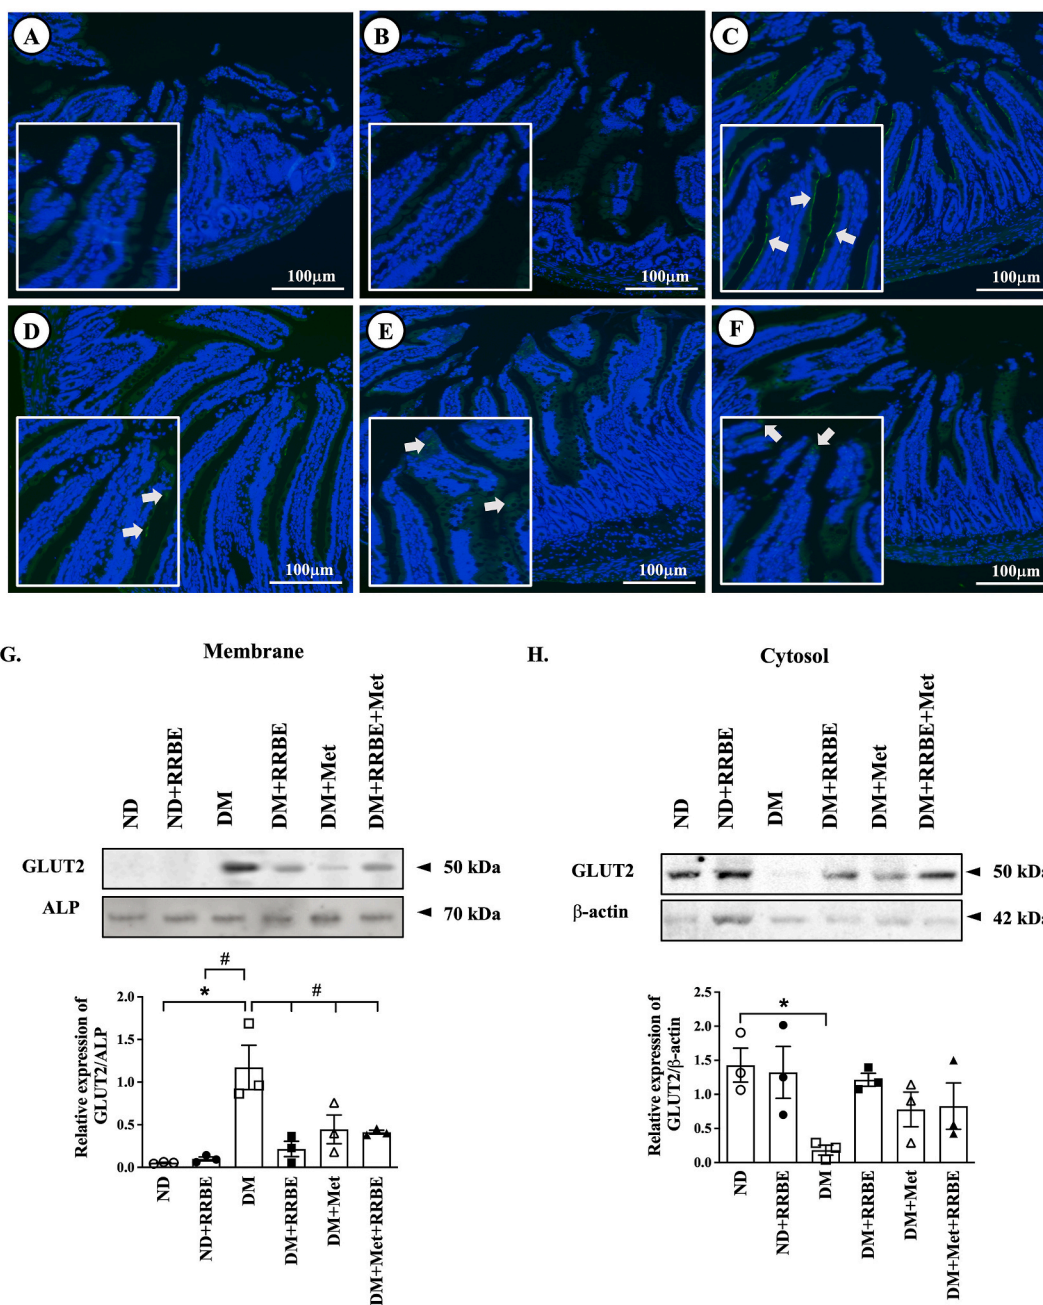 A
B
C
100μm
100μm
100μm
D
E
F
100μm
100μm
100μm
G.
Membrane
ND
ND+RRBE
DM
DM+RRBE
DM+Met
DM+RRBE+Met
GLUT2
50 kDa
ALP
70 kDa
#
*
#
Relative expression of
GLUT2/ALP
2.0
1.5
1.0
0.5
0.0
ND
ND+RRBE
DM
DM+RRBE
DM+Met
DM+Met+RRBE
H.
Cytosol
ND
ND+RRBE
DM
DM+RRBE
DM+Met
DM+RRBE+Met
GLUT2
50 kDa
β-actin
42 kDa
*
Relative expression of
GLUT2/β-actin
2.5
2.0
1.5
1.0
0.5
0.0
ND
ND+RRBE
DM
DM+RRBE
DM+Met
DM+Met+RRBE